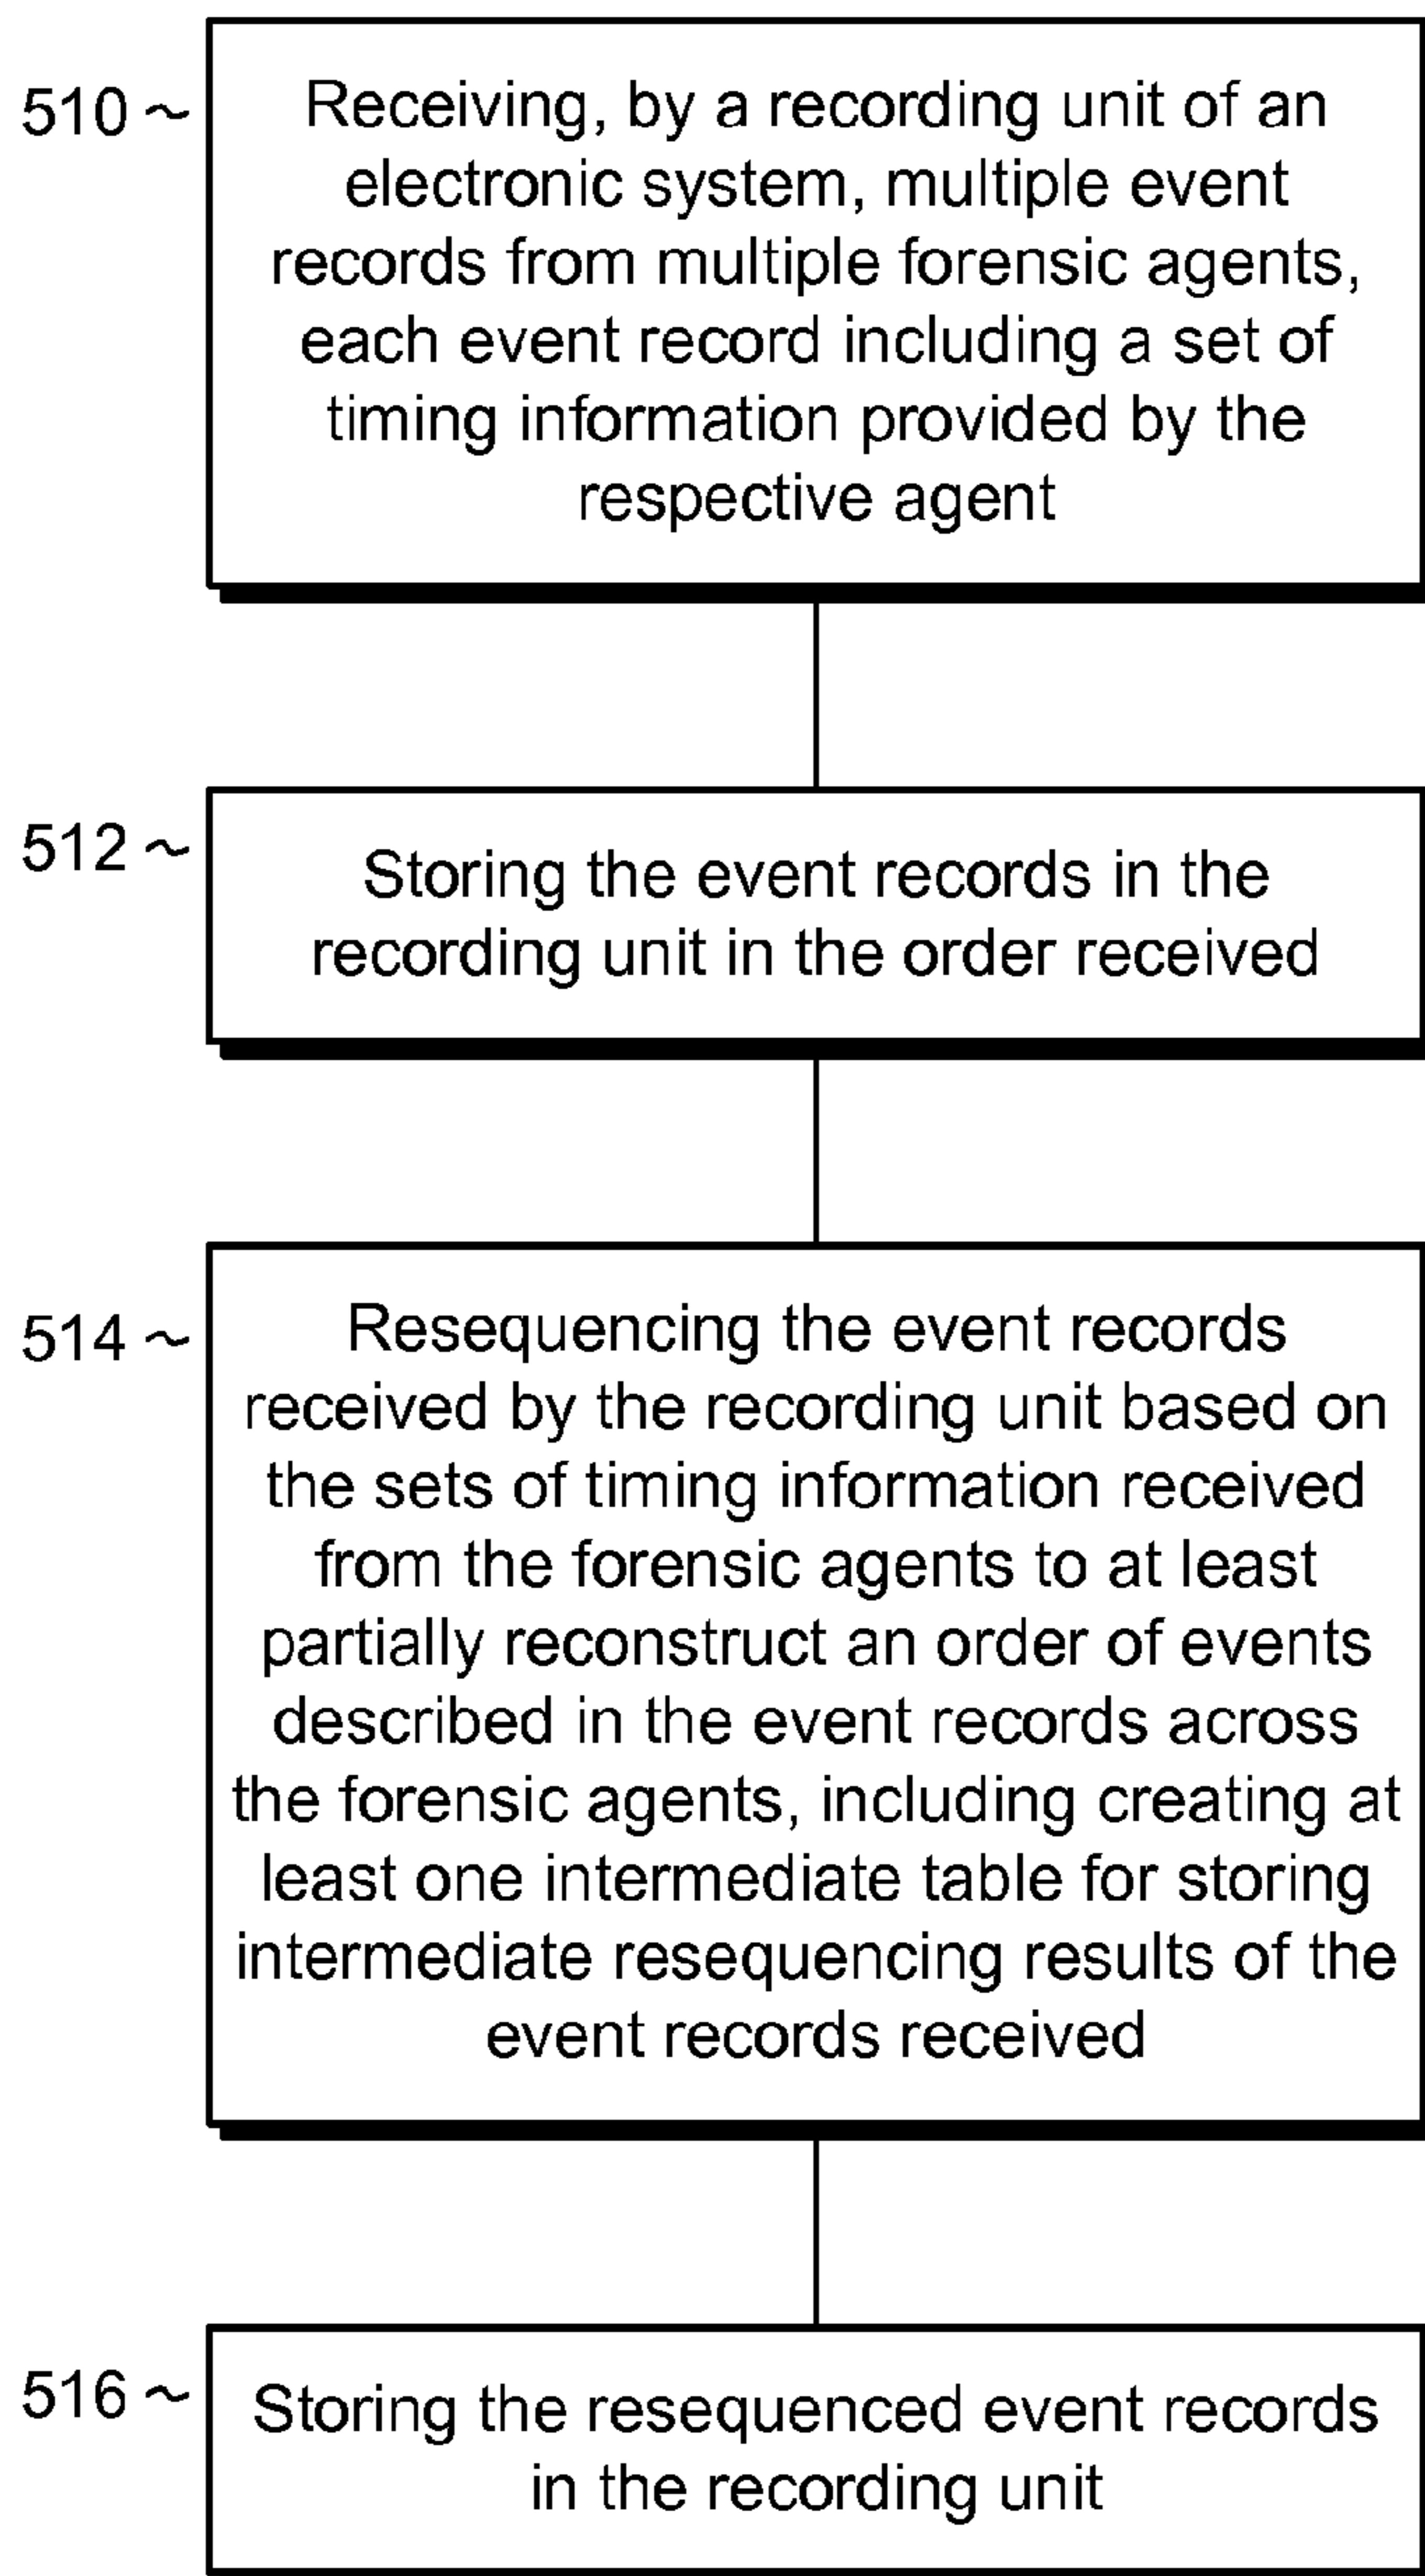 510 ~
Receiving, by a recording unit of an
electronic system, multiple event
records from multiple forensic agents,
each event record including a set of
timing information provided by the
respective agent
512 ~
Storing the event records in the
recording unit in the order received
514 ~
Resequencing the event records
received by the recording unit based on
the sets of timing information received
from the forensic agents to at least
partially reconstruct an order of events
described in the event records across
the forensic agents, including creating at
least one intermediate table for storing
intermediate resequencing results of the
event records received
516 ~
Storing the resequenced event records
in the recording unit